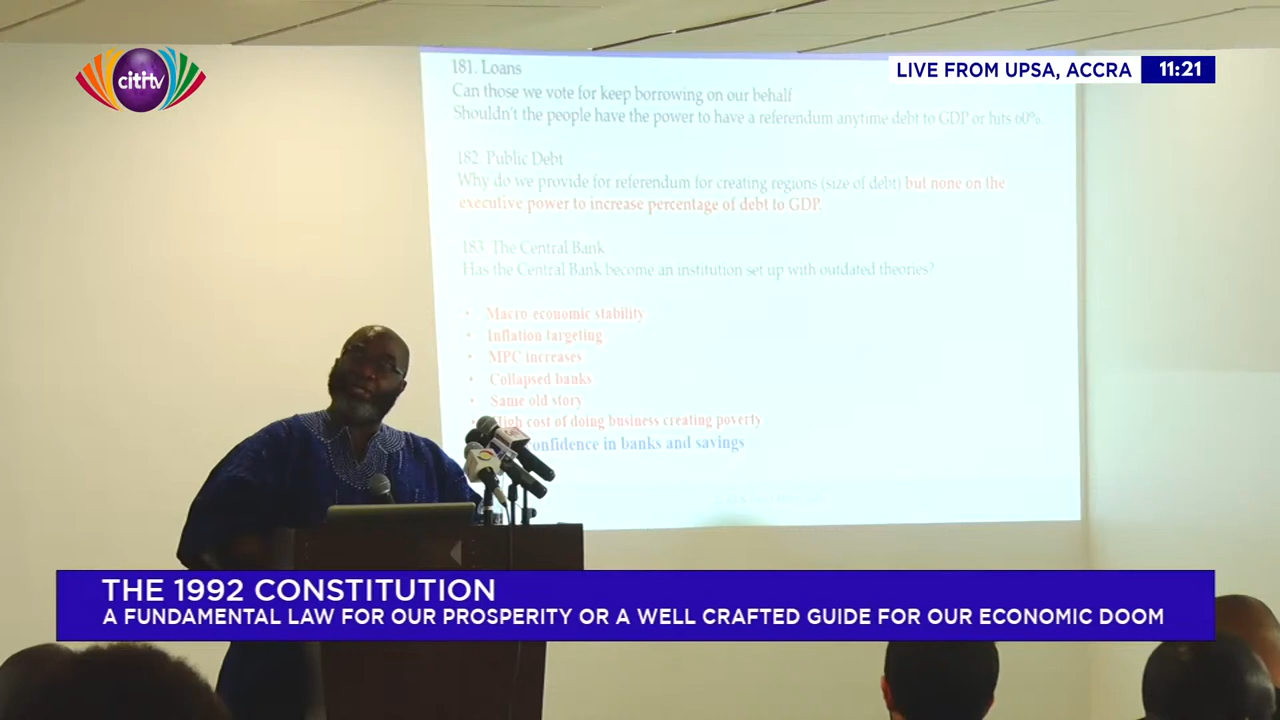 citi tv
LIVE FROM UPSA, ACCRA 11:21
181. Loans
Can those we vote for keep borrowing on our behalf
Shouldn't the people have the power to have a referendum anytime debt to GDP or hits 60%.
182. Public Debt
Why do we provide for referendum for creating regions (size of debt) but none on the
executive power to increase percentage of debt to GDP.
183. The Central Bank
Has the Central Bank become an institution set up with outdated theories?
• Macro economic stability
• Inflation targeting
• MPC increases
• Collapsed banks
• Same old story
• High cost of doing business creating poverty
onfidence in banks and savings
THE 1992 CONSTITUTION
A FUNDAMENTAL LAW FOR OUR PROSPERITY OR A WELL CRAFTED GUIDE FOR OUR ECONOMIC DOOM